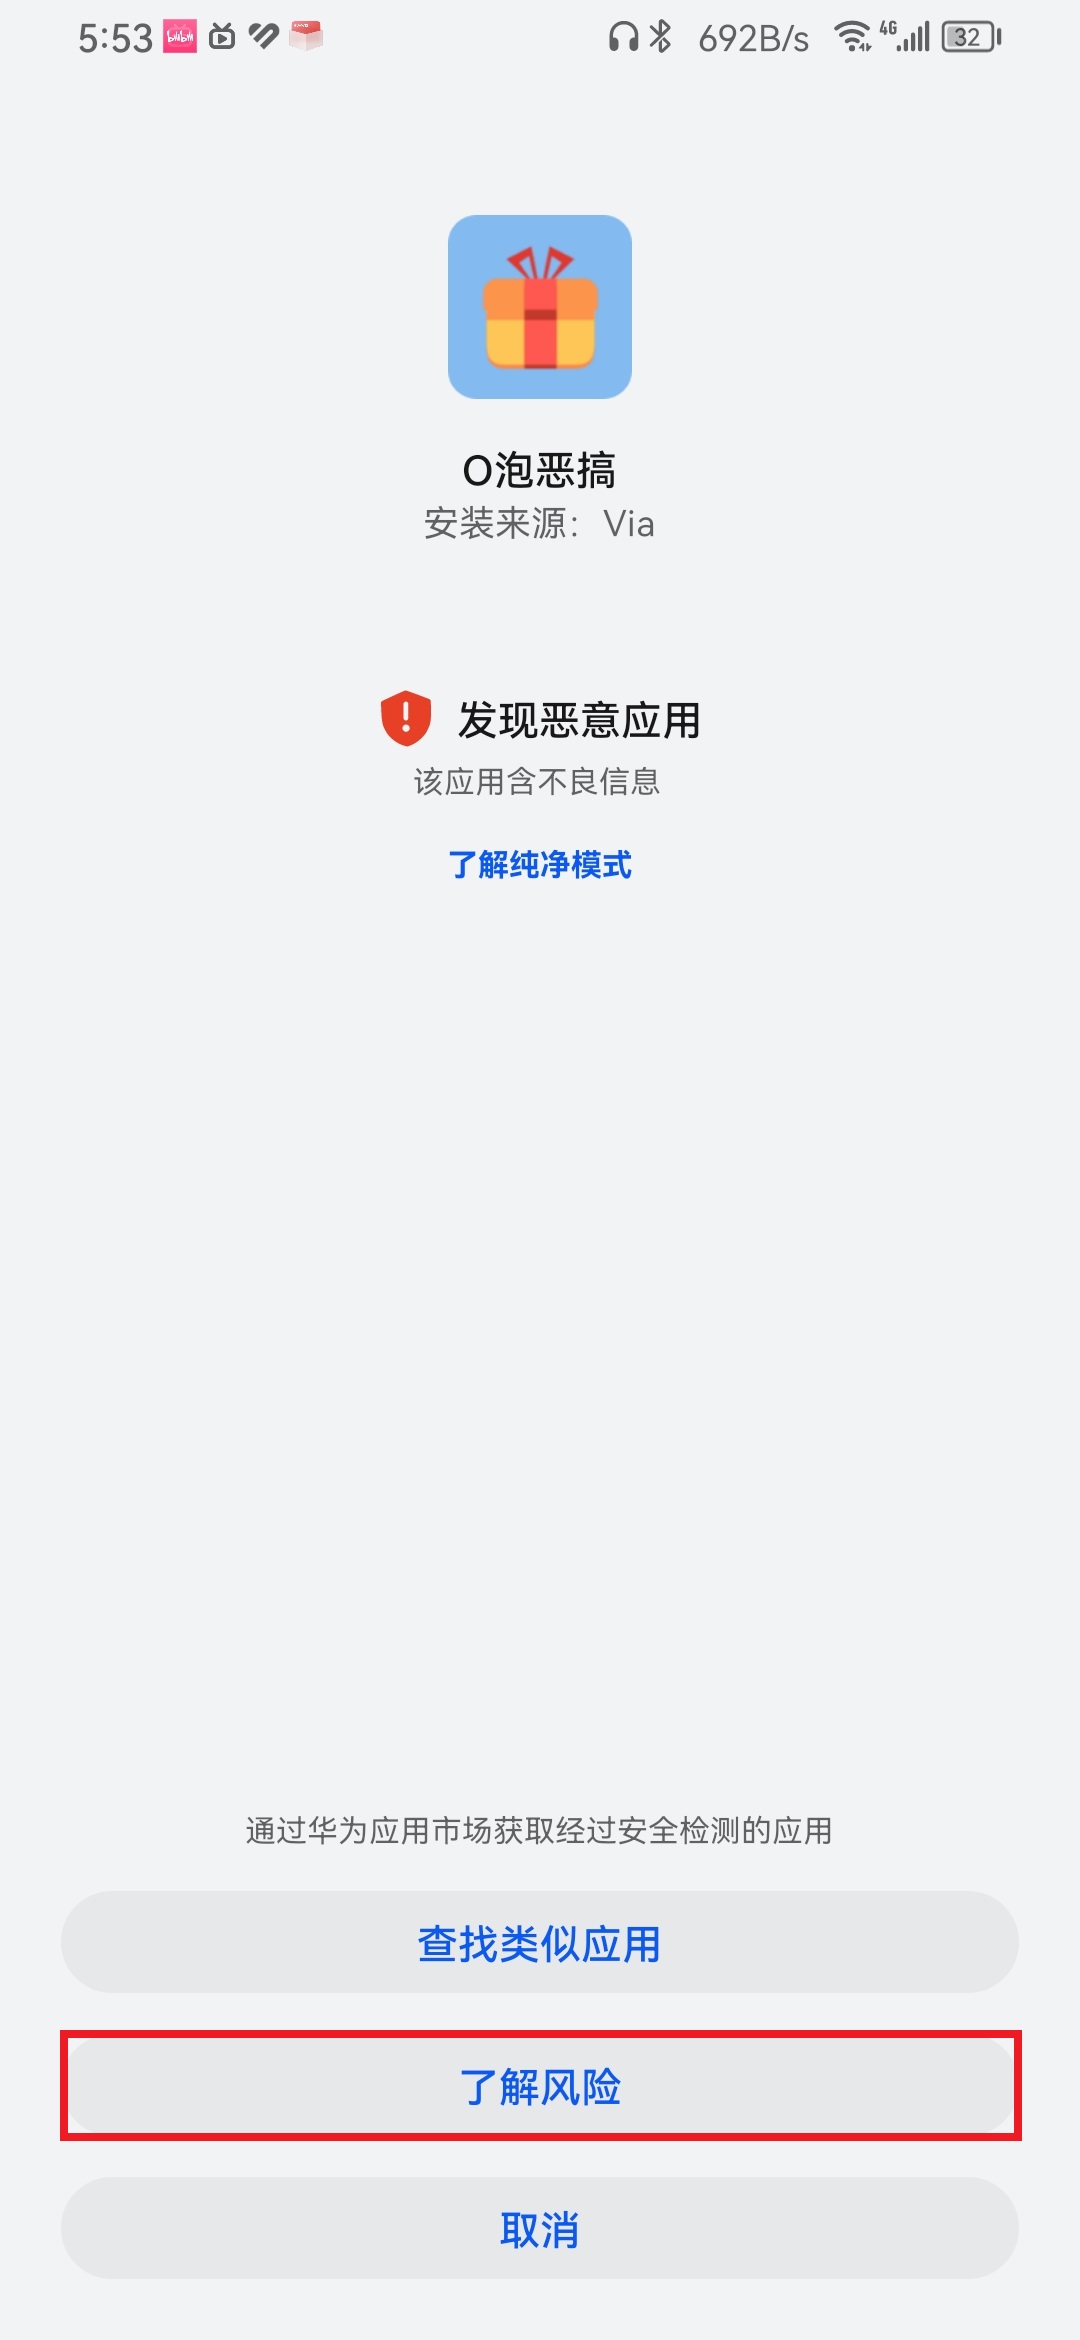 5:53 bilibili 692B/s 4G 32
O泡恶搞
安装来源：Via
发现恶意应用
该应用含不良信息
了解纯净模式
通过华为应用市场获取经过安全检测的应用
查找类似应用
了解风险
取消